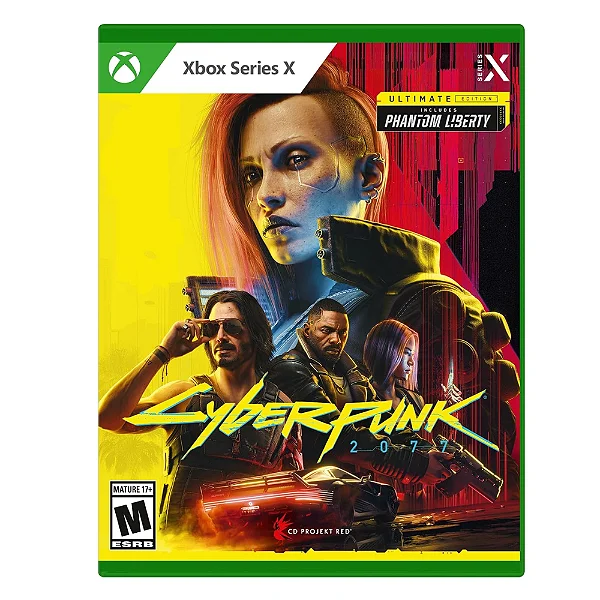 Xbox Series X
SERIES X
ULTIMATE EDITION
INCLUDES
PHANTOM LIBERTY
CYBERPUNK
2077
MATURE 17+
M
ESRB
CD PROJEKT RED